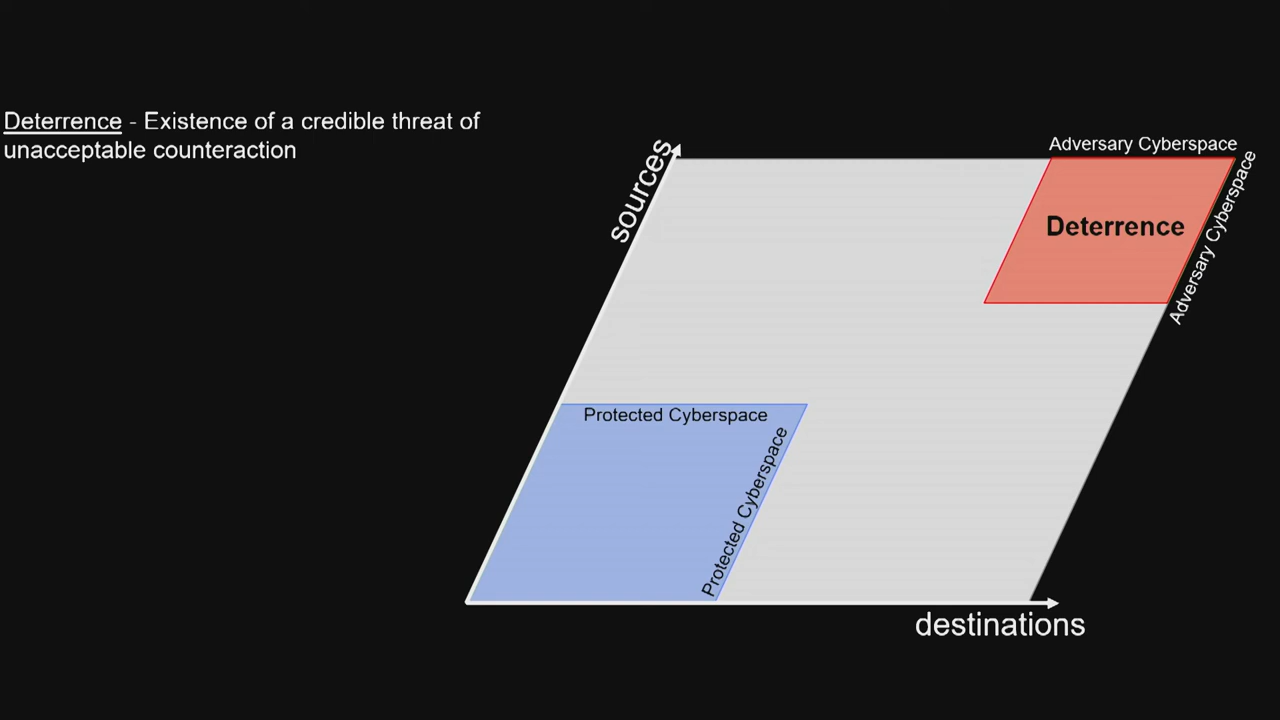 Deterrence - Existence of a credible threat of
unacceptable counteraction
sources
Adversary Cyberspace
Adversary Cyberspace
Deterrence
Protected Cyberspace
Protected Cyberspace
destinations